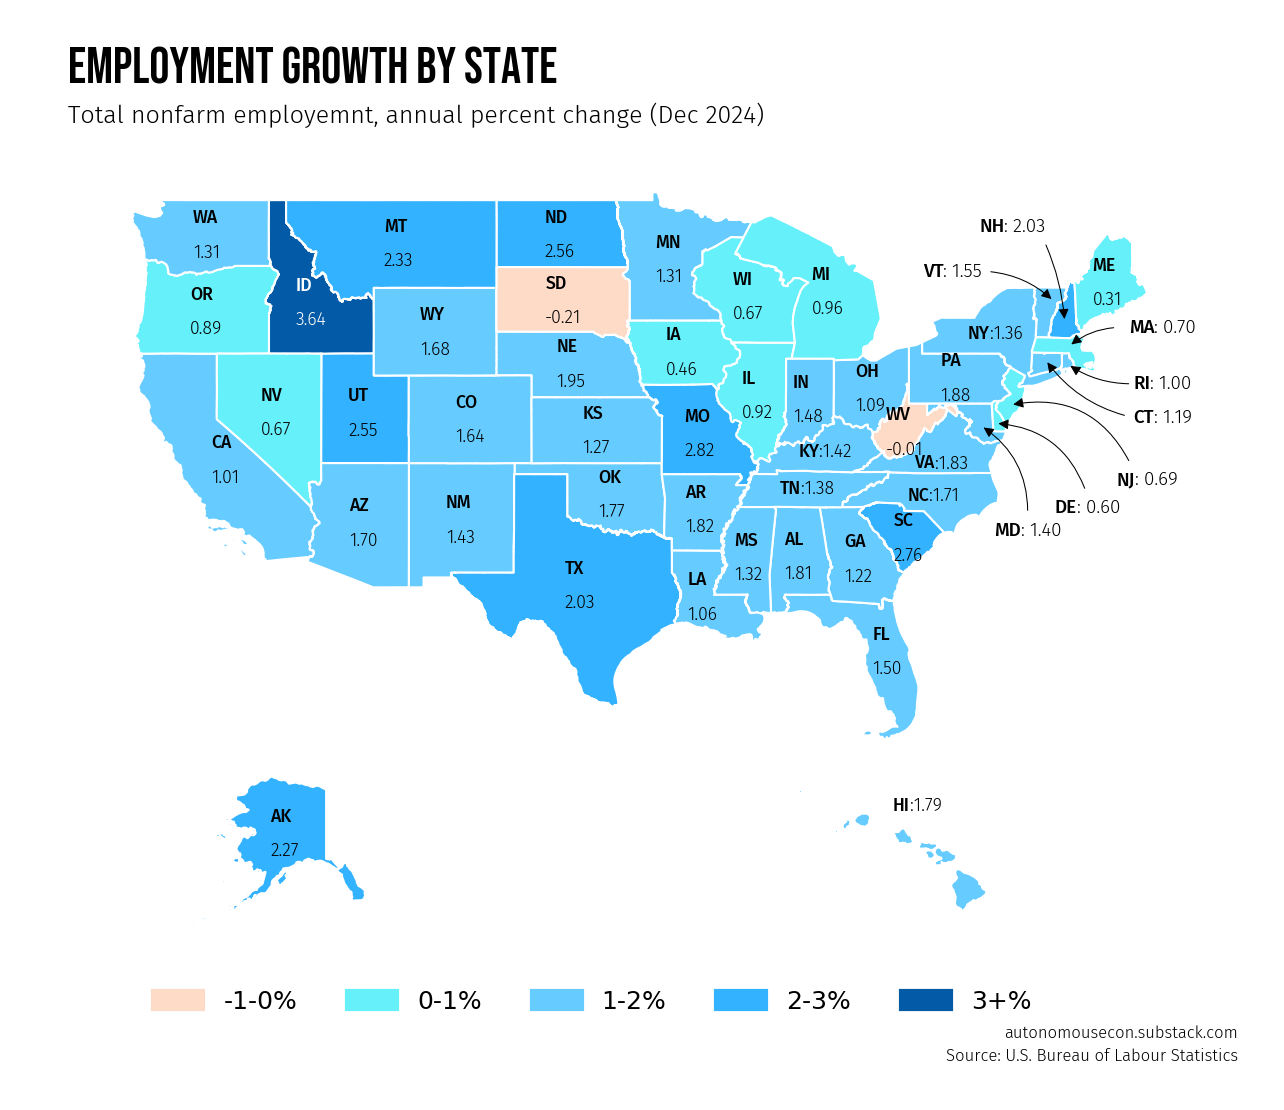 EMPLOYMENT GROWTH BY STATE
Total nonfarm employemnt, annual percent change (Dec 2024)
WA
1.31
OR
0.89
CA
1.01
NV
0.67
ID
3.64
MT
2.33
WY
1.68
UT
2.55
CO
1.64
AZ
1.70
NM
1.43
ND
2.56
SD
-0.21
NE
1.95
KS
1.27
OK
1.77
TX
2.03
MN
1.31
IA
0.46
MO
2.82
AR
1.82
LA
1.06
WI
0.67
IL
0.92
MI
0.96
IN
1.48
OH
1.09
KY:1.42
TN:1.38
MS
1.32
AL
1.81
GA
1.22
FL
1.50
SC
2.76
NC:1.71
VA:1.83
WV
-0.01
PA
1.88
NY:1.36
VT: 1.55
NH: 2.03
ME
0.31
MA: 0.70
RI: 1.00
CT: 1.19
NJ: 0.69
DE: 0.60
MD: 1.40
AK
2.27
HI:1.79
-1-0%
0-1%
1-2%
2-3%
3+%
autonomousecon.substack.com
Source: U.S. Bureau of Labour Statistics